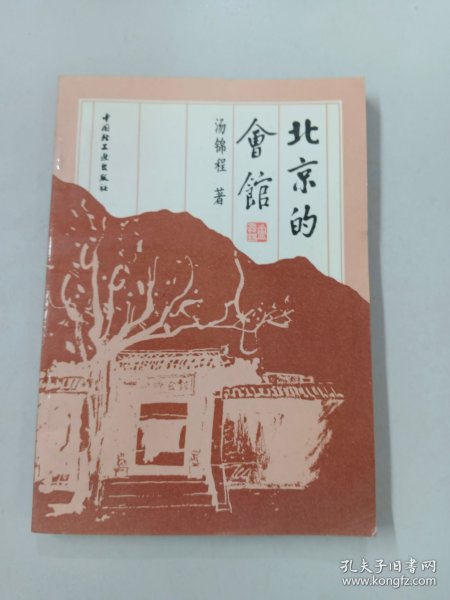 北京的
會館
汤锦程 著
中国轻工业出版社
孔夫子旧书网
www.kongfz.com